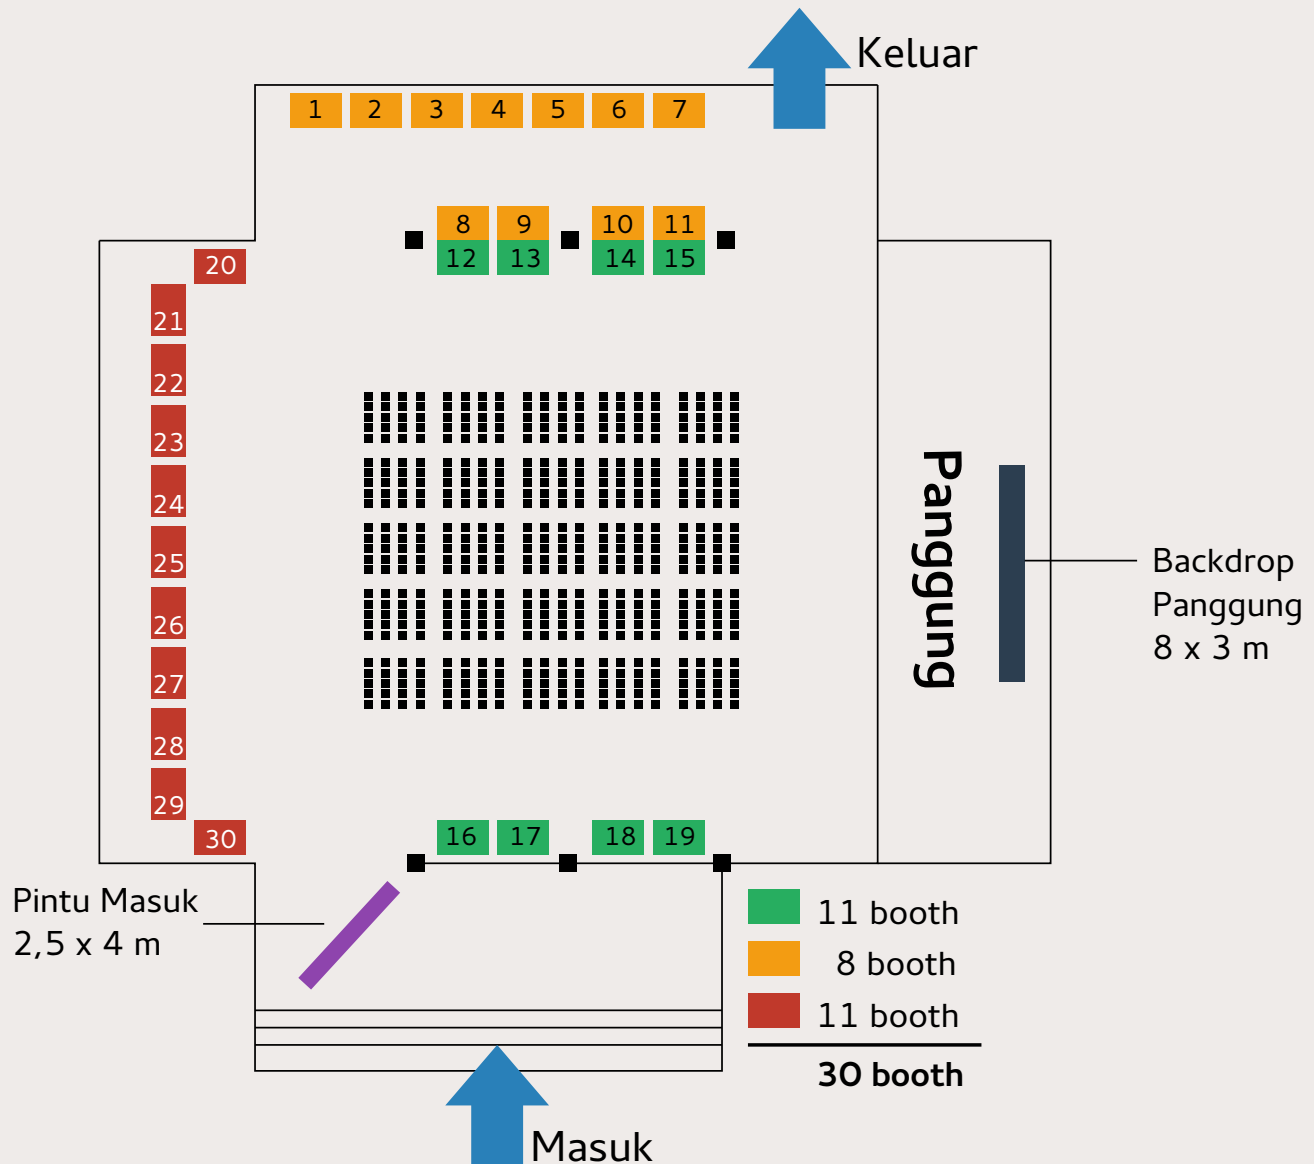 Keluar
1 2 3 4 5 6 7
8 9 10 11
12 13 14 15
20
21
22
23
24
25
26
27
28
29
30
Panggung
Backdrop
Panggung
8 x 3 m
16 17 18 19
Pintu Masuk
2,5 x 4 m
11 booth
8 booth
11 booth
30 booth
Masuk